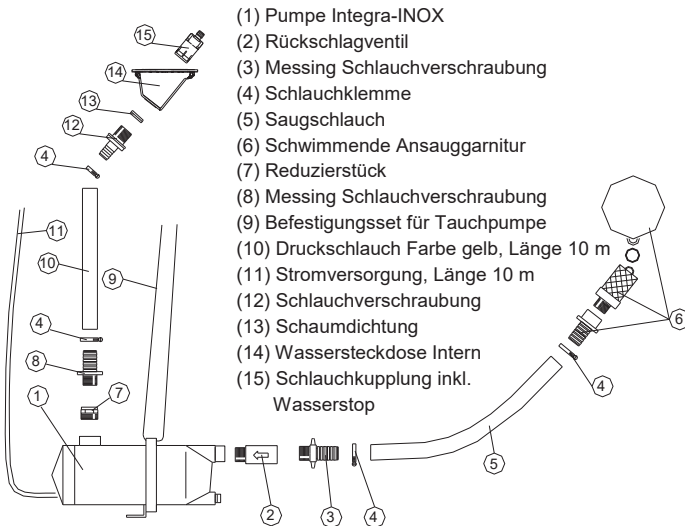 (1) Pumpe Integra-INOX
(2) Rückschlagventil
(3) Messing Schlauchverschraubung
(4) Schlauchklemme
(5) Saugschlauch
(6) Schwimmende Ansauggarnitur
(7) Reduzierstück
(8) Messing Schlauchverschraubung
(9) Befestigungsset für Tauchpumpe
(10) Druckschlauch Farbe gelb, Länge 10 m
(11) Stromversorgung, Länge 10 m
(12) Schlauchverschraubung
(13) Schaumdichtung
(14) Wassersteckdose Intern
(15) Schlauchkupplung inkl.
Wasserstop
15
14
13
12
4
11
10
9
4
8
7
1
2
3
4
5
4
6